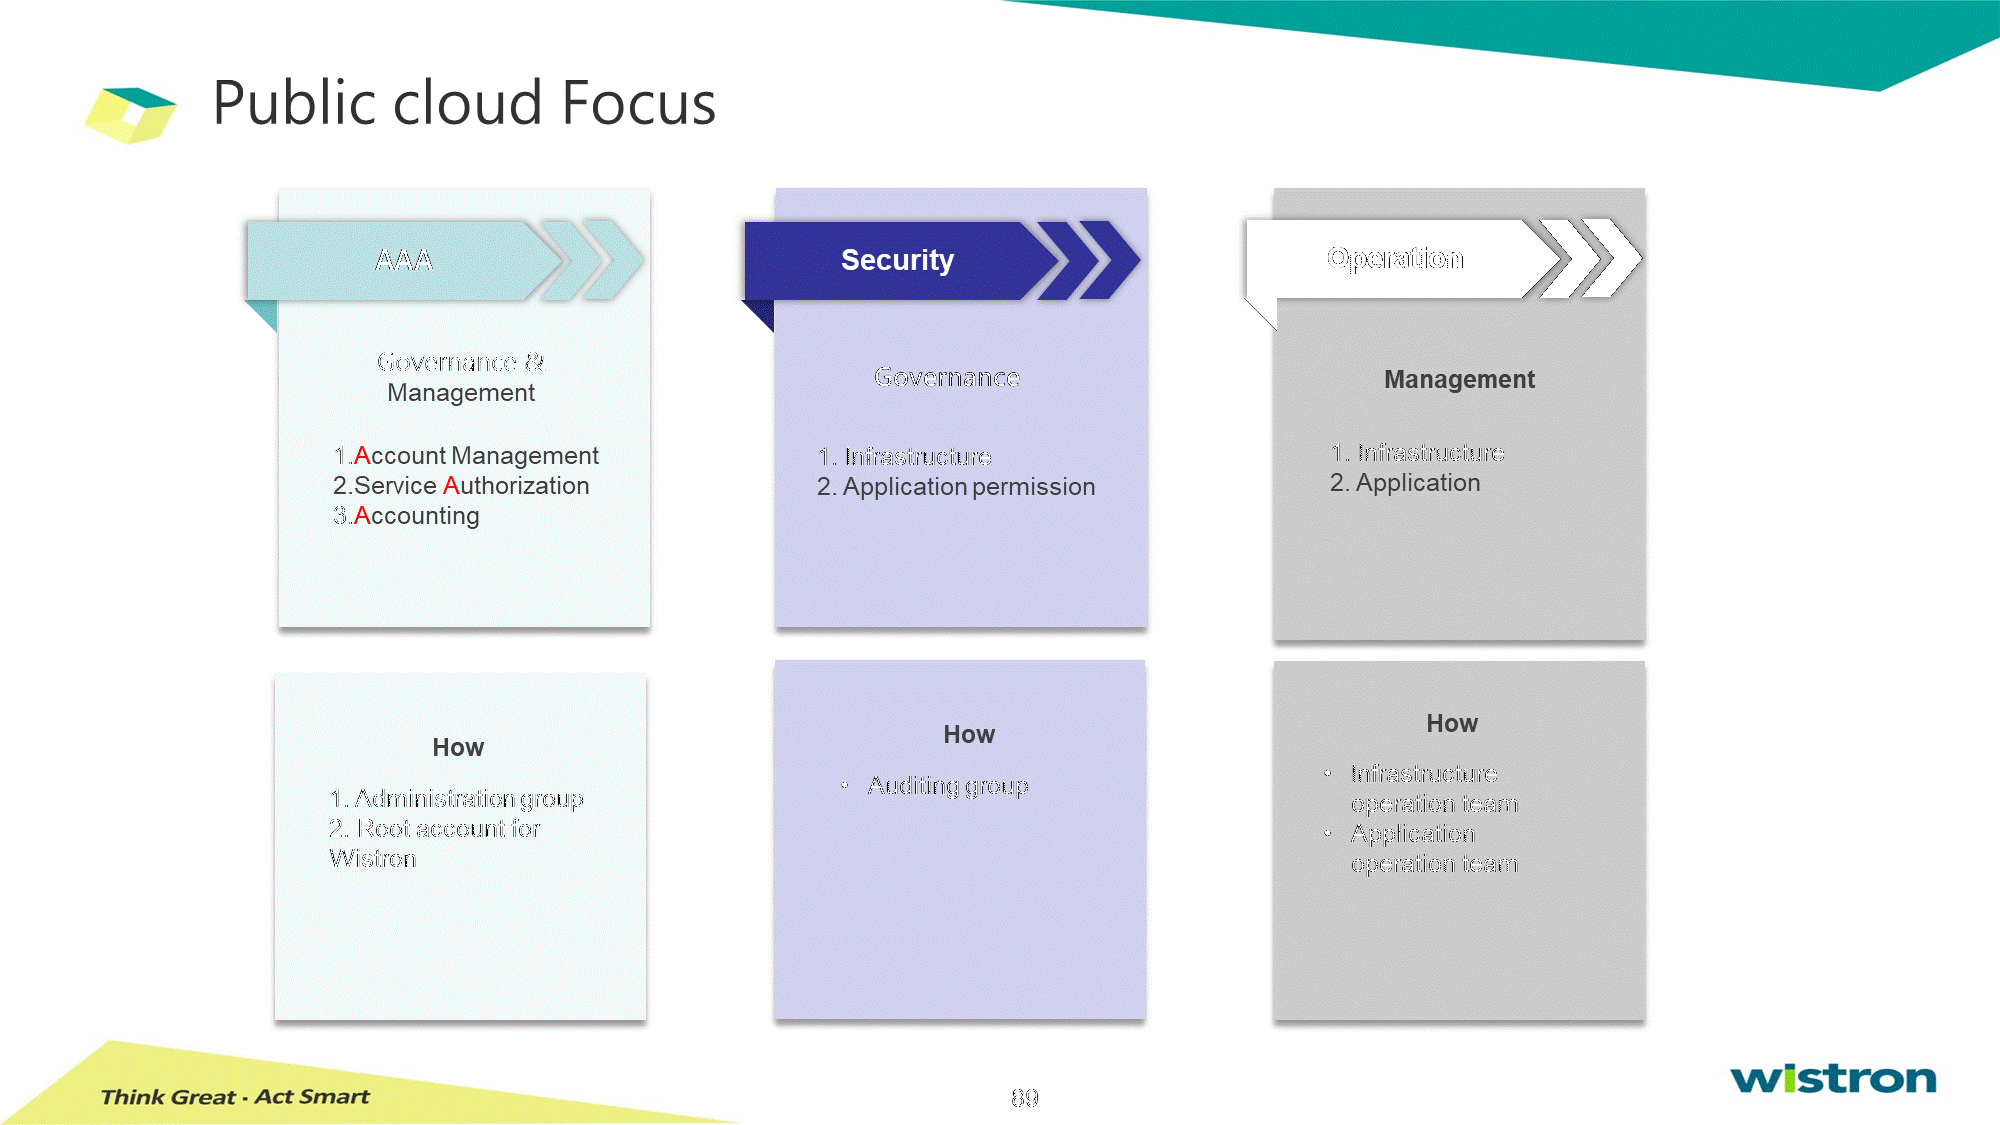 Public cloud Focus
AAA
Governance &
Management
1.Account Management
2.Service Authorization
3.Accounting
Security
Governance
1. Infrastructure
2. Application permission
Operation
Management
1. Infrastructure
2. Application
How
1. Administration group
2. Root account for
Wistron
How
• Auditing group
How
• Infrastructure
operation team
• Application
operation team
Think Great · Act Smart
89
wistron